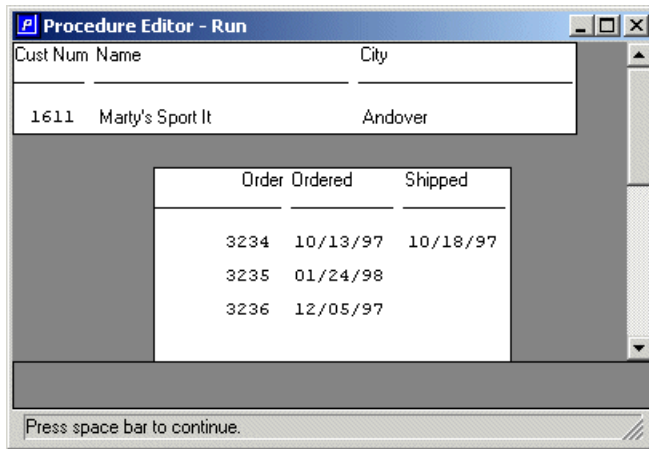 Procedure Editor - Run
Cust Num Name City
1611 Marty's Sport It Andover
Order Ordered Shipped
3234 10/13/97 10/18/97
3235 01/24/98
3236 12/05/97
Press space bar to continue.